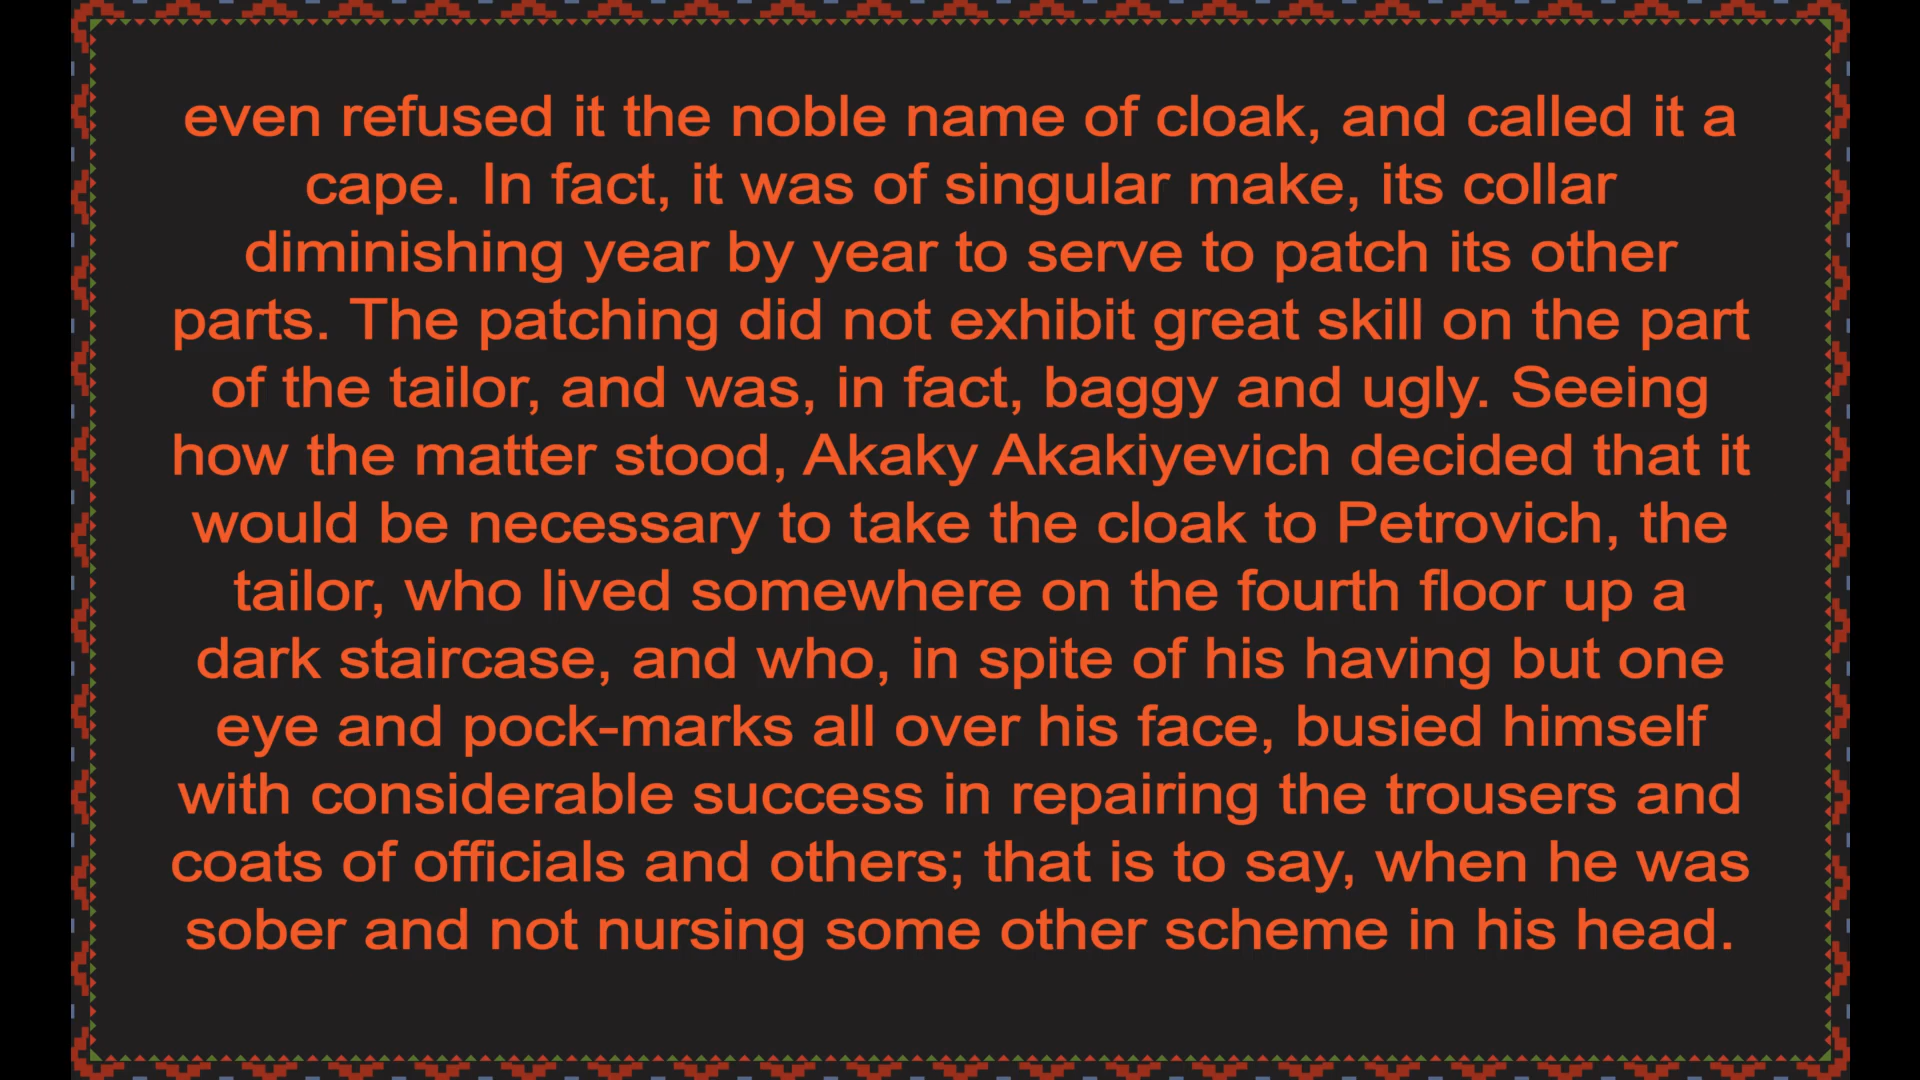 even refused it the noble name of cloak, and called it a
cape. In fact, it was of singular make, its collar
diminishing year by year to serve to patch its other
parts. The patching did not exhibit great skill on the part
of the tailor, and was, in fact, baggy and ugly. Seeing
how the matter stood, Akaky Akakiyevich decided that it
would be necessary to take the cloak to Petrovich, the
tailor, who lived somewhere on the fourth floor up a
dark staircase, and who, in spite of his having but one
eye and pock-marks all over his face, busied himself
with considerable success in repairing the trousers and
coats of officials and others; that is to say, when he was
sober and not nursing some other scheme in his head.